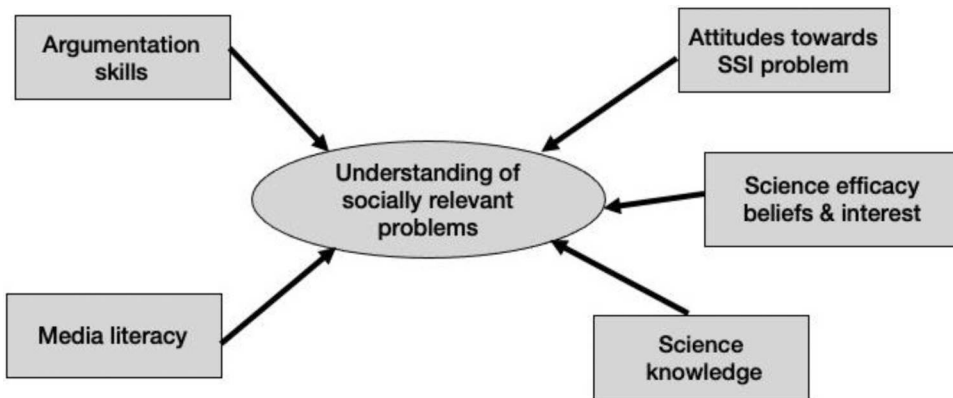 Argumentation
skills
Attitudes towards
SSI problem
Understanding of
socially relevant
problems
Science efficacy
beliefs & interest
Media literacy
Science
knowledge